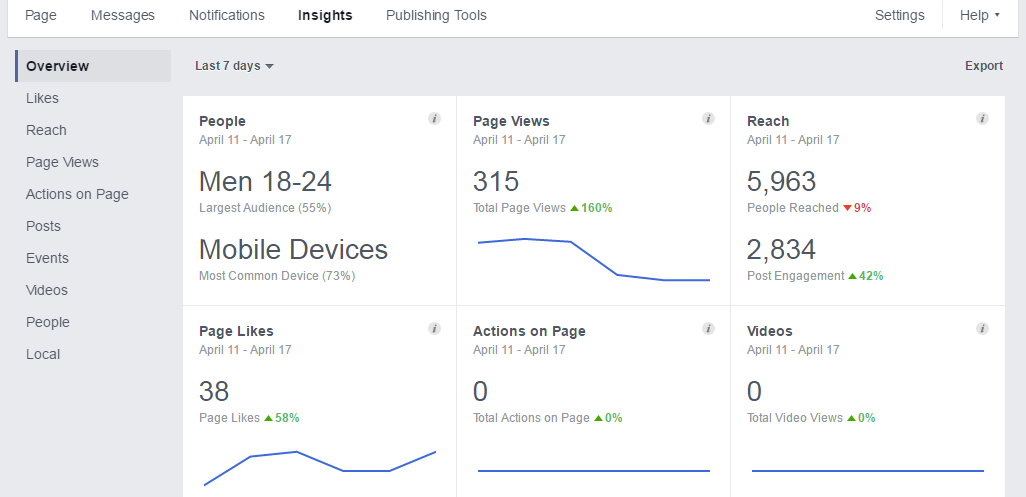 Page Messages Notifications Insights Publishing Tools Settings Help
Overview
Likes
Reach
Page Views
Actions on Page
Posts
Events
Videos
People
Local
Last 7 days Export
People
April 11 - April 17
Men 18-24
Largest Audience (55%)
Mobile Devices
Most Common Device (73%)
Page Views
April 11 - April 17
315
Total Page Views 160%
Reach
April 11 - April 17
5,963
People Reached 9%
2,834
Post Engagement 42%
Page Likes
April 11 - April 17
38
Page Likes 58%
Actions on Page
April 11 - April 17
0
Total Actions on Page 0%
Videos
April 11 - April 17
0
Total Video Views 0%